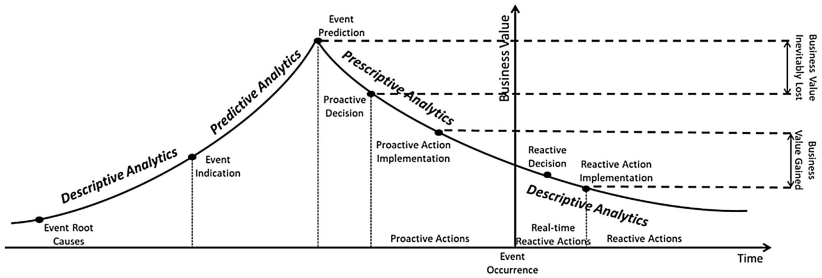 Event
Prediction
Business Value
Business Value
Inevitably Lost
Predictive Analytics
Prescriptive Analytics
Proactive
Decision
Descriptive Analytics
Event
Indication
Proactive Action
Implementation
Reactive
Decision
Reactive Action
Implementation
Business
Value Gained
Descriptive Analytics
Event Root
Causes
Proactive Actions
Real-time
Reactive Actions
Reactive Actions
Event
Occurrence
Time